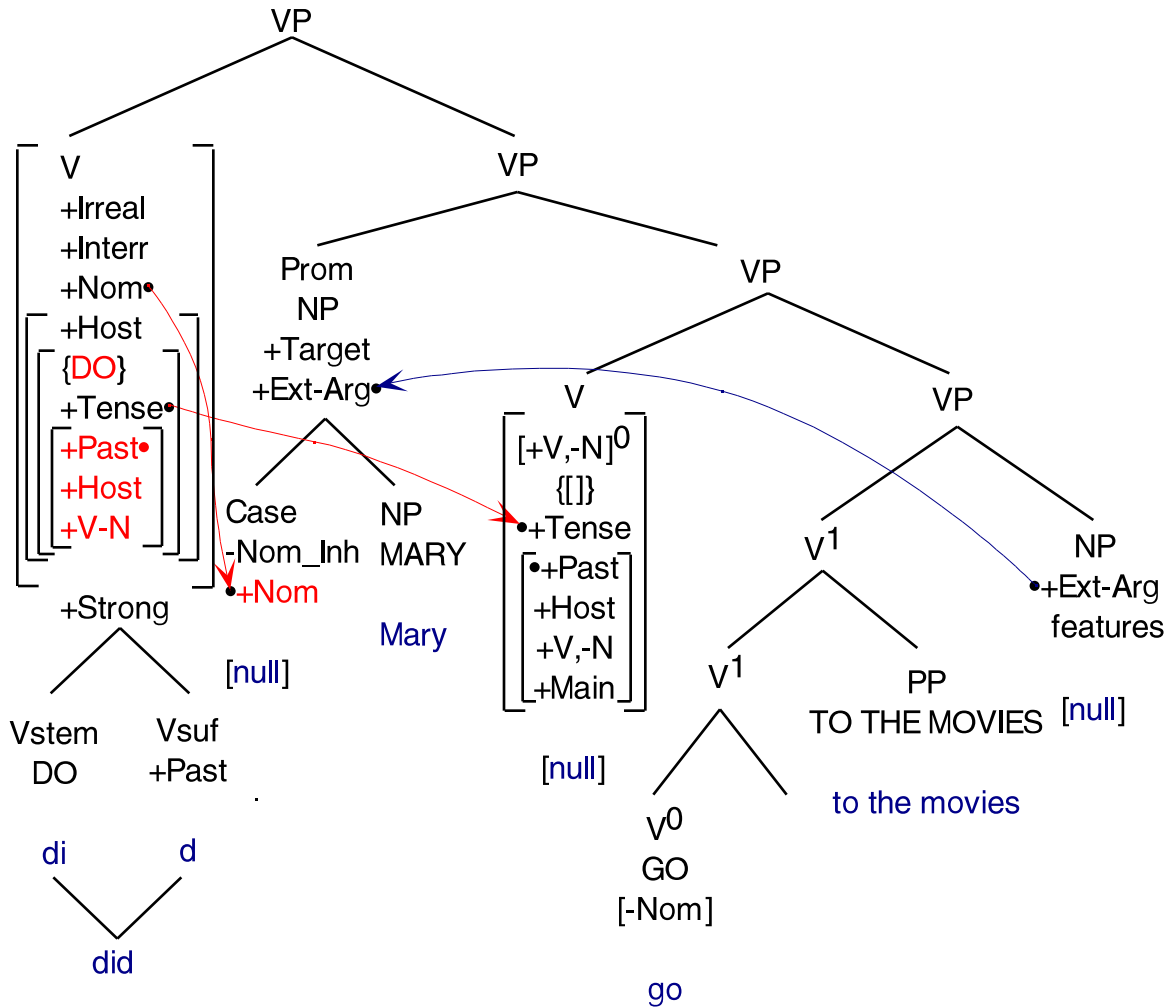 VP
V
+Irreal
+Interr
+Nom
+Host
{DO}
+Tense
+Past
+Host
+V-N
+Strong
Vstem
DO
Vsuf
+Past
.
di
d
did
VP
Prom
NP
+Target
+Ext-Arg
Case
-Nom_Inh
+Nom
[null]
NP
MARY
Mary
VP
V
[+V,-N]0
{[]}
+Tense
+Past
+Host
+V,-N
+Main
[null]
VP
V1
V1
V0
GO
[-Nom]
go
PP
TO THE MOVIES
to the movies
NP
+Ext-Arg
features
[null]